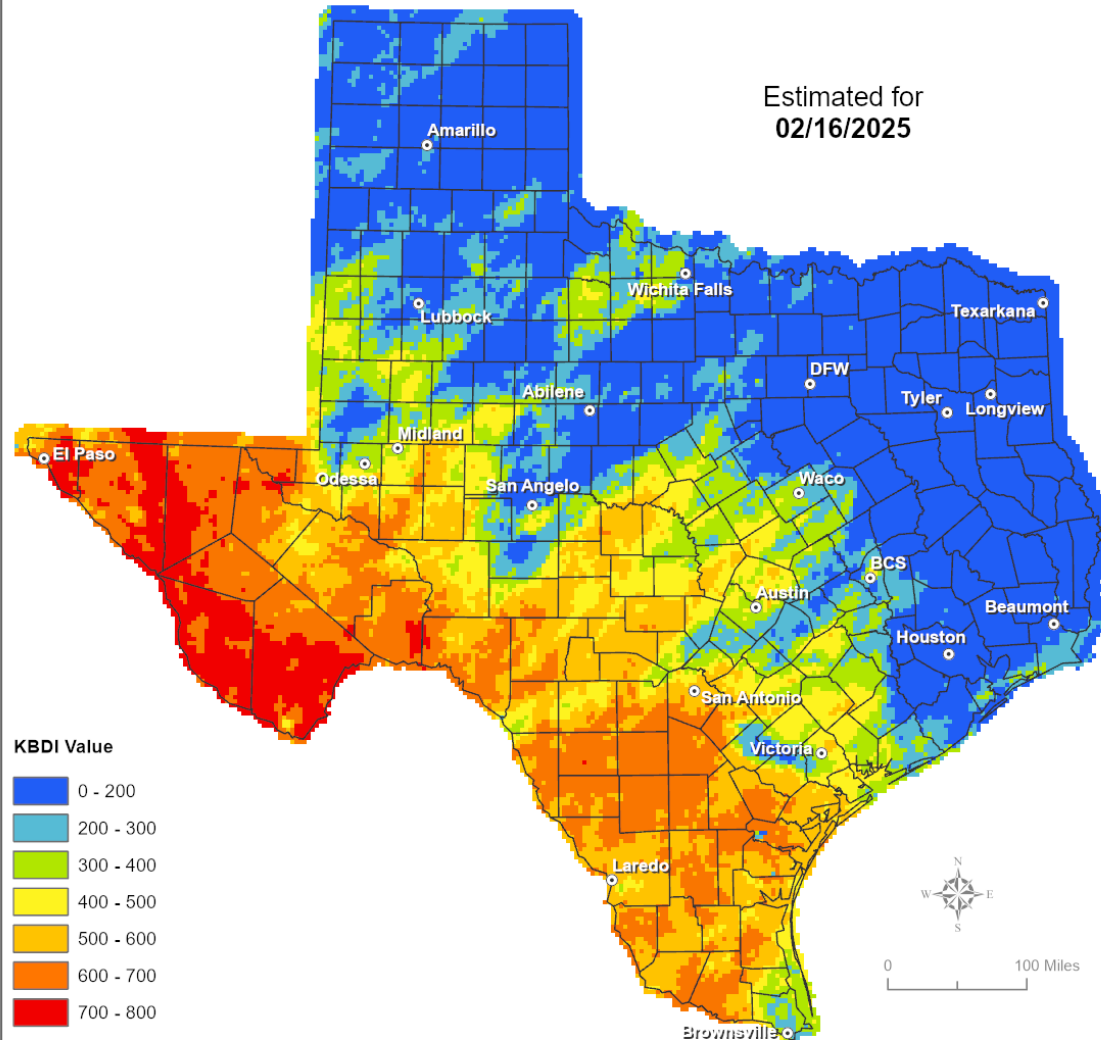 Estimated for
02/16/2025
Amarillo
Wichita Falls
Lubbock
Texarkana
DFW
Abilene
Tyler
Longview
Midland
El Paso
Odessa
San Angelo
Waco
BCS
Austin
Beaumont
Houston
San Antonio
Victoria
Laredo
Brownsville
KBDI Value
0 - 200
200 - 300
300 - 400
400 - 500
500 - 600
600 - 700
700 - 800
N
W E
S
0 100 Miles